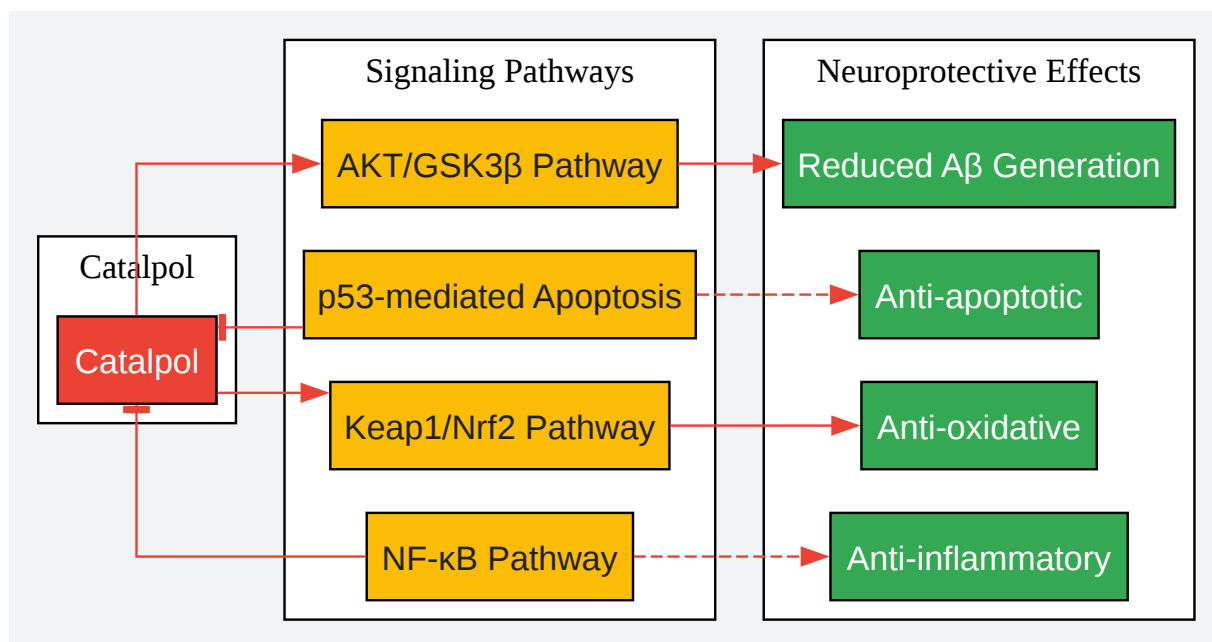 Signaling Pathways
Neuroprotective Effects
AKT/GSK3β Pathway
Reduced Aβ Generation
Catalpol
p53-mediated Apoptosis
Anti-apoptotic
Catalpol
Keap1/Nrf2 Pathway
Anti-oxidative
NF-κB Pathway
Anti-inflammatory